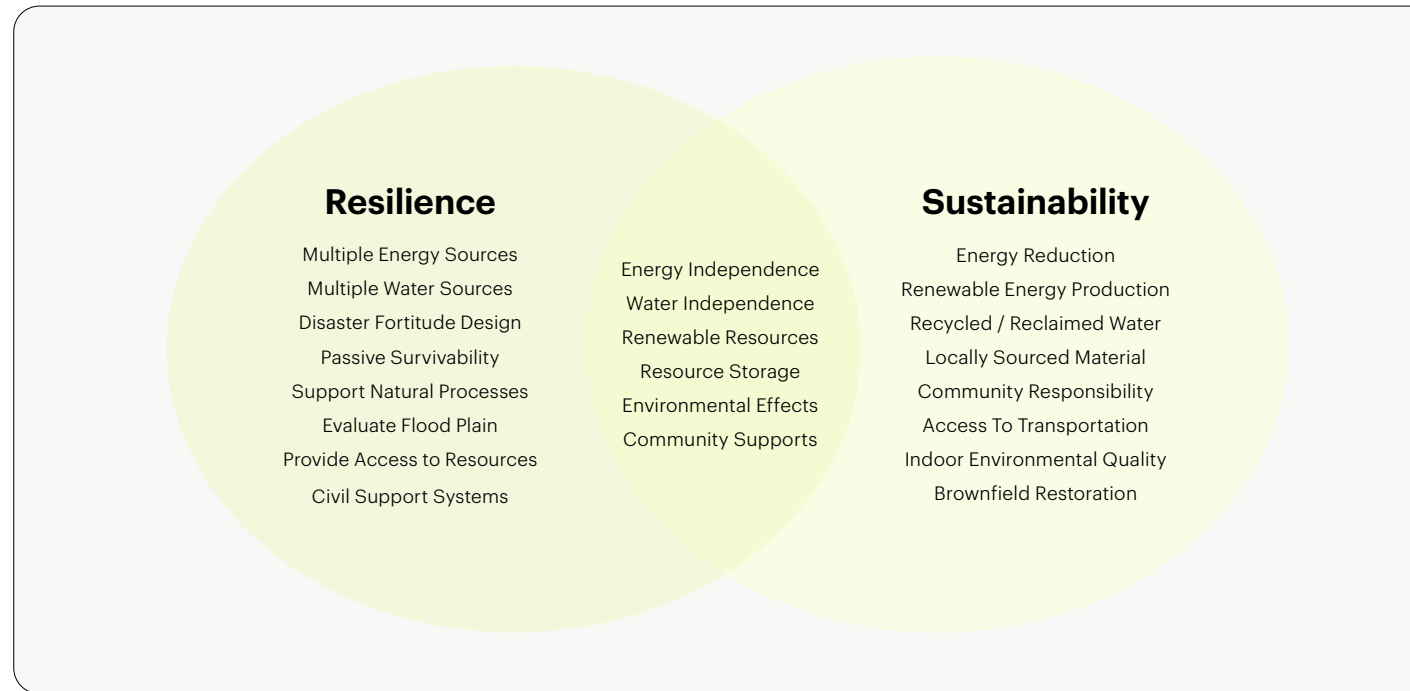 Resilience
Multiple Energy Sources
Multiple Water Sources
Disaster Fortitude Design
Passive Survivability
Support Natural Processes
Evaluate Flood Plain
Provide Access to Resources
Civil Support Systems
Energy Independence
Water Independence
Renewable Resources
Resource Storage
Environmental Effects
Community Supports
Sustainability
Energy Reduction
Renewable Energy Production
Recycled / Reclaimed Water
Locally Sourced Material
Community Responsibility
Access To Transportation
Indoor Environmental Quality
Brownfield Restoration